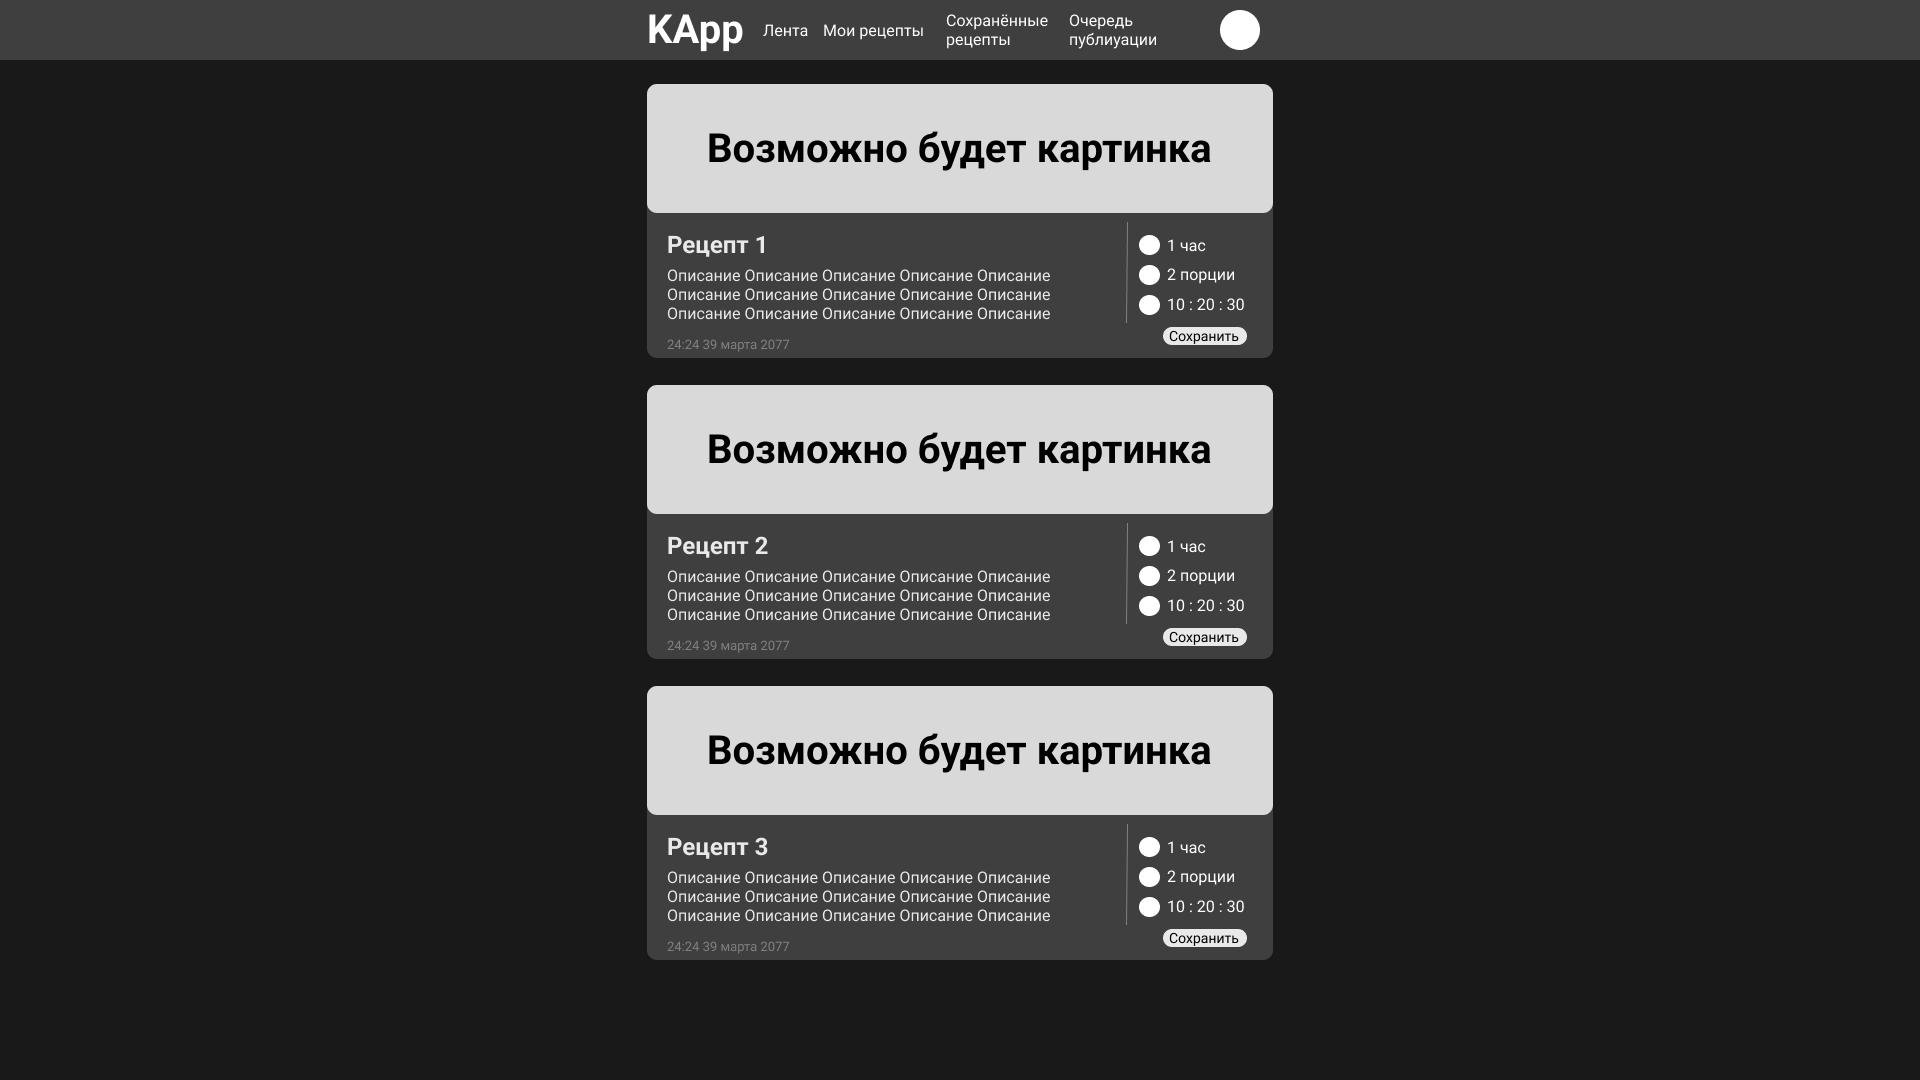 KApp
Лента
Мои рецепты
Сохранённые
рецепты
Очередь
публиуации
Возможно будет картинка
Рецепт 1
Описание Описание Описание Описание Описание
Описание Описание Описание Описание Описание
Описание Описание Описание Описание Описание
24:24 39 марта 2077
1 час
2 порции
10 : 20 : 30
Сохранить
Возможно будет картинка
Рецепт 2
Описание Описание Описание Описание Описание
Описание Описание Описание Описание Описание
Описание Описание Описание Описание Описание
24:24 39 марта 2077
1 час
2 порции
10 : 20 : 30
Сохранить
Возможно будет картинка
Рецепт 3
Описание Описание Описание Описание Описание
Описание Описание Описание Описание Описание
Описание Описание Описание Описание Описание
24:24 39 марта 2077
1 час
2 порции
10 : 20 : 30
Сохранить